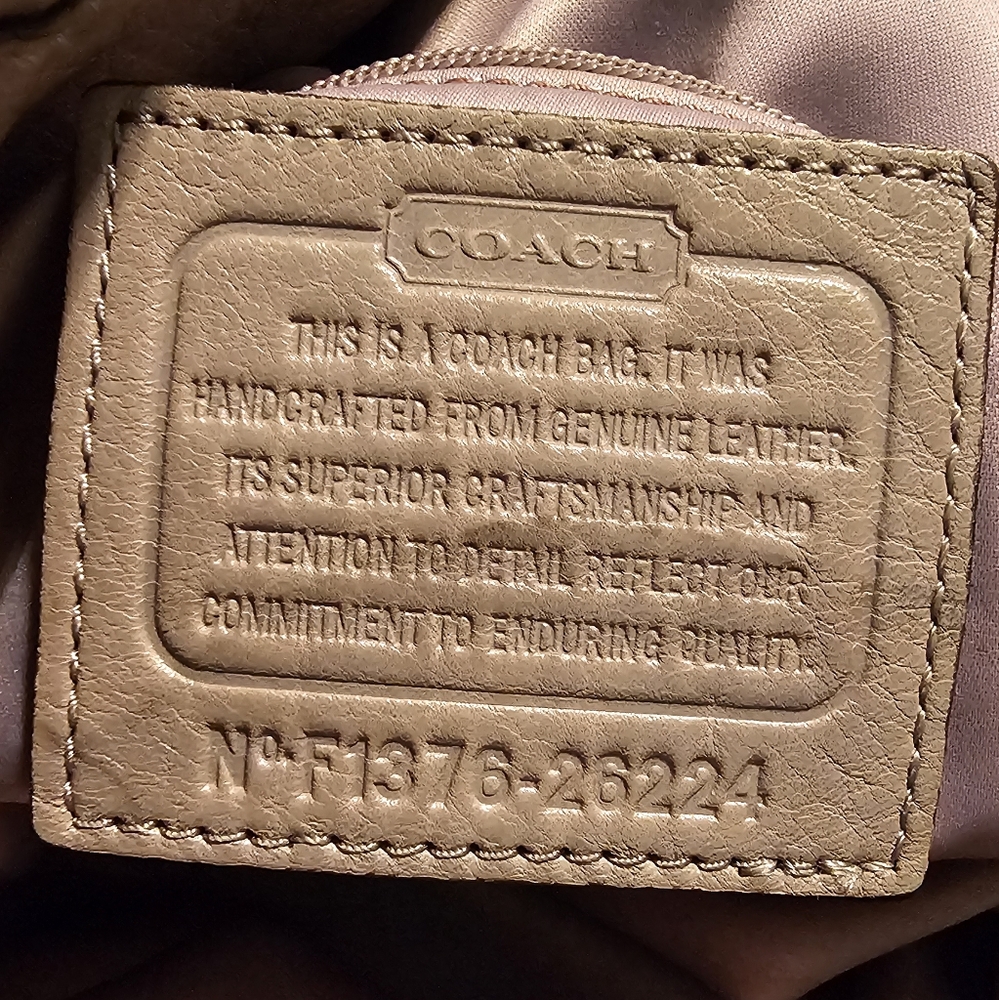 COACH
THIS IS A COACH BAG. IT WAS
HANDCRAFTED FROM GENUINE LEATHER.
ITS SUPERIOR CRAFTSMANSHIP AND
ATTENTION TO DETAIL REFLECT OUR
COMMITMENT TO ENDURING QUALITY.
Nº F1376-26224